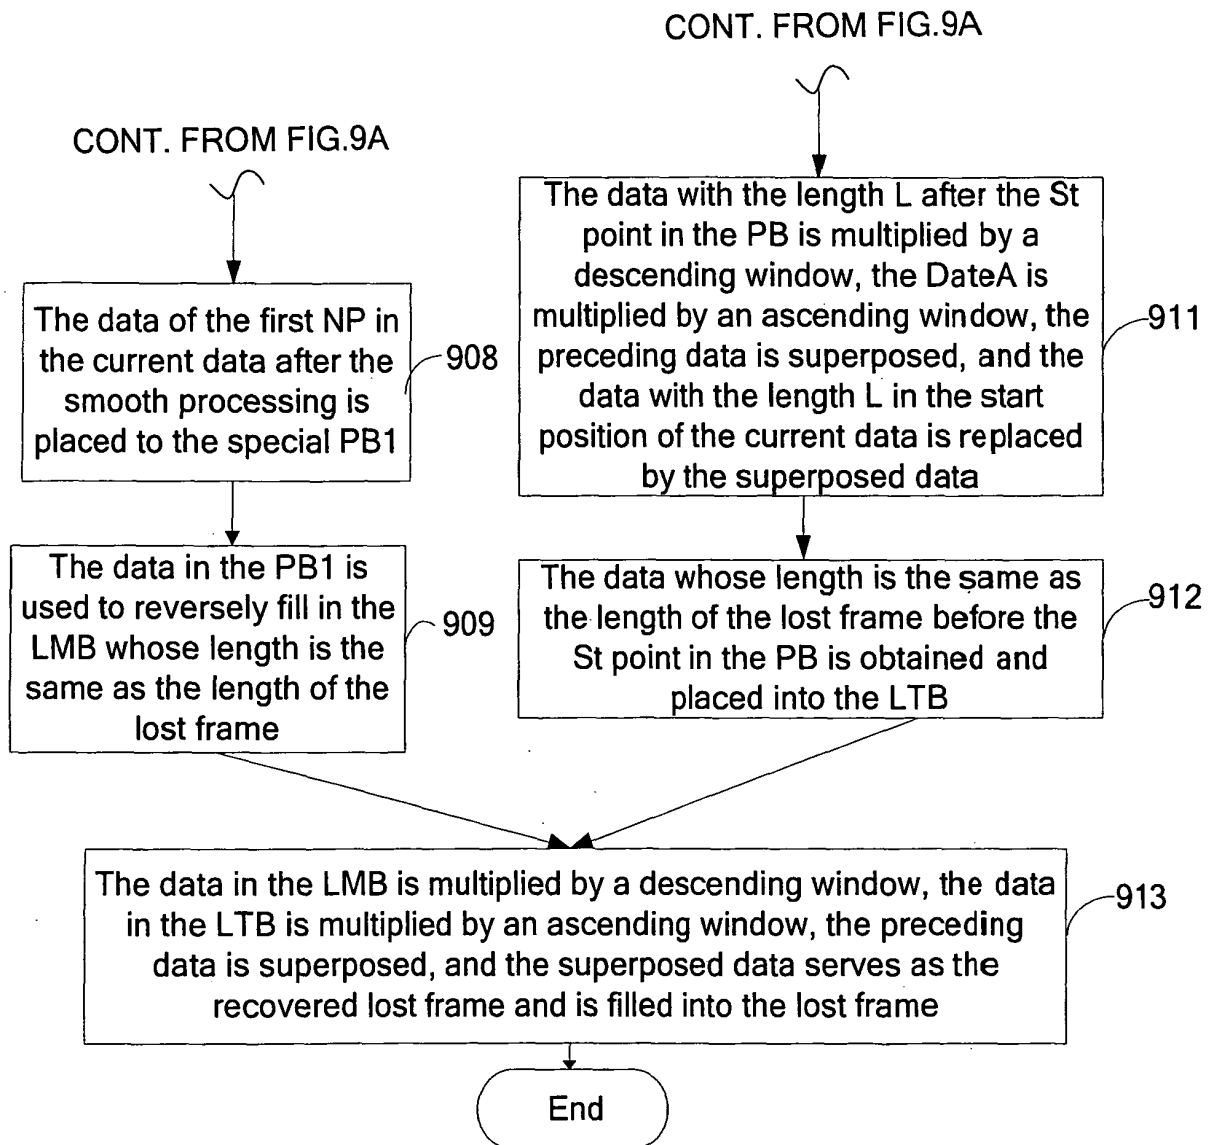 CONT. FROM FIG.9A
CONT. FROM FIG.9A
The data with the length L after the St
point in the PB is multiplied by a
descending window, the DateA is
multiplied by an ascending window, the
preceding data is superposed, and the
data with the length L in the start
position of the current data is replaced
by the superposed data
911
The data of the first NP in
the current data after the
smooth processing is
placed to the special PB1
908
The data in the PB1 is
used to reversely fill in the
LMB whose length is the
same as the length of the
lost frame
909
The data whose length is the same as
the length of the lost frame before the
St point in the PB is obtained and
placed into the LTB
912
The data in the LMB is multiplied by a descending window, the data
in the LTB is multiplied by an ascending window, the preceding
data is superposed, and the superposed data serves as the
recovered lost frame and is filled into the lost frame
913
End